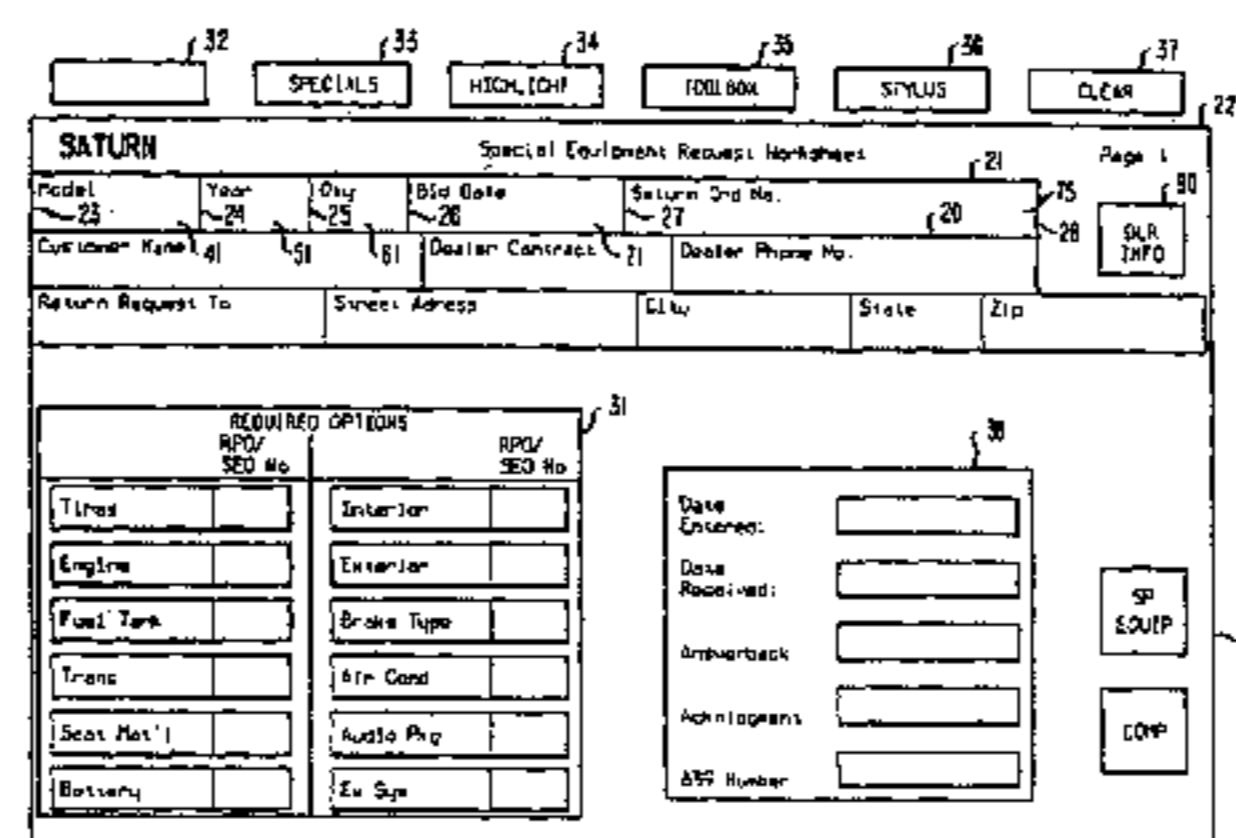 32 33 34 35 36 37
SPECIALS HIGHLIGHT TOOLBOX STYLUS CLEAR
22
SATURN Special Equipment Request Worksheet Page 1
21
Model Year Qty Bid Date Saturn Ord No. 75 90
23 24 25 26 27 20 28
DLR
INFO
Customer Name 41 51 61 Dealer Contract 71 Dealer Phone No.
Return Request To Street Adress City State Zip
REQUIRED OPTIONS 31
RPO/ RPO/
SEO No SEO No
38
Tires Interior
Engine Exterior
Fuel Tank Brake Type
Trans Air Cond
Seat Mat'l Audio Pkg
Battery Ex Sys
Date
Entered:
Date
Received:
Number
SP
EQUIP
COMP